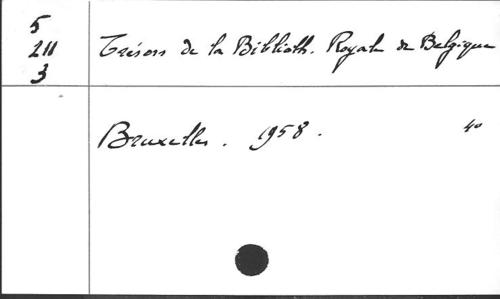 5
211
3
Trésors de la Biblioth. Royale de Belgique
Bruxelles. 1958. 4°